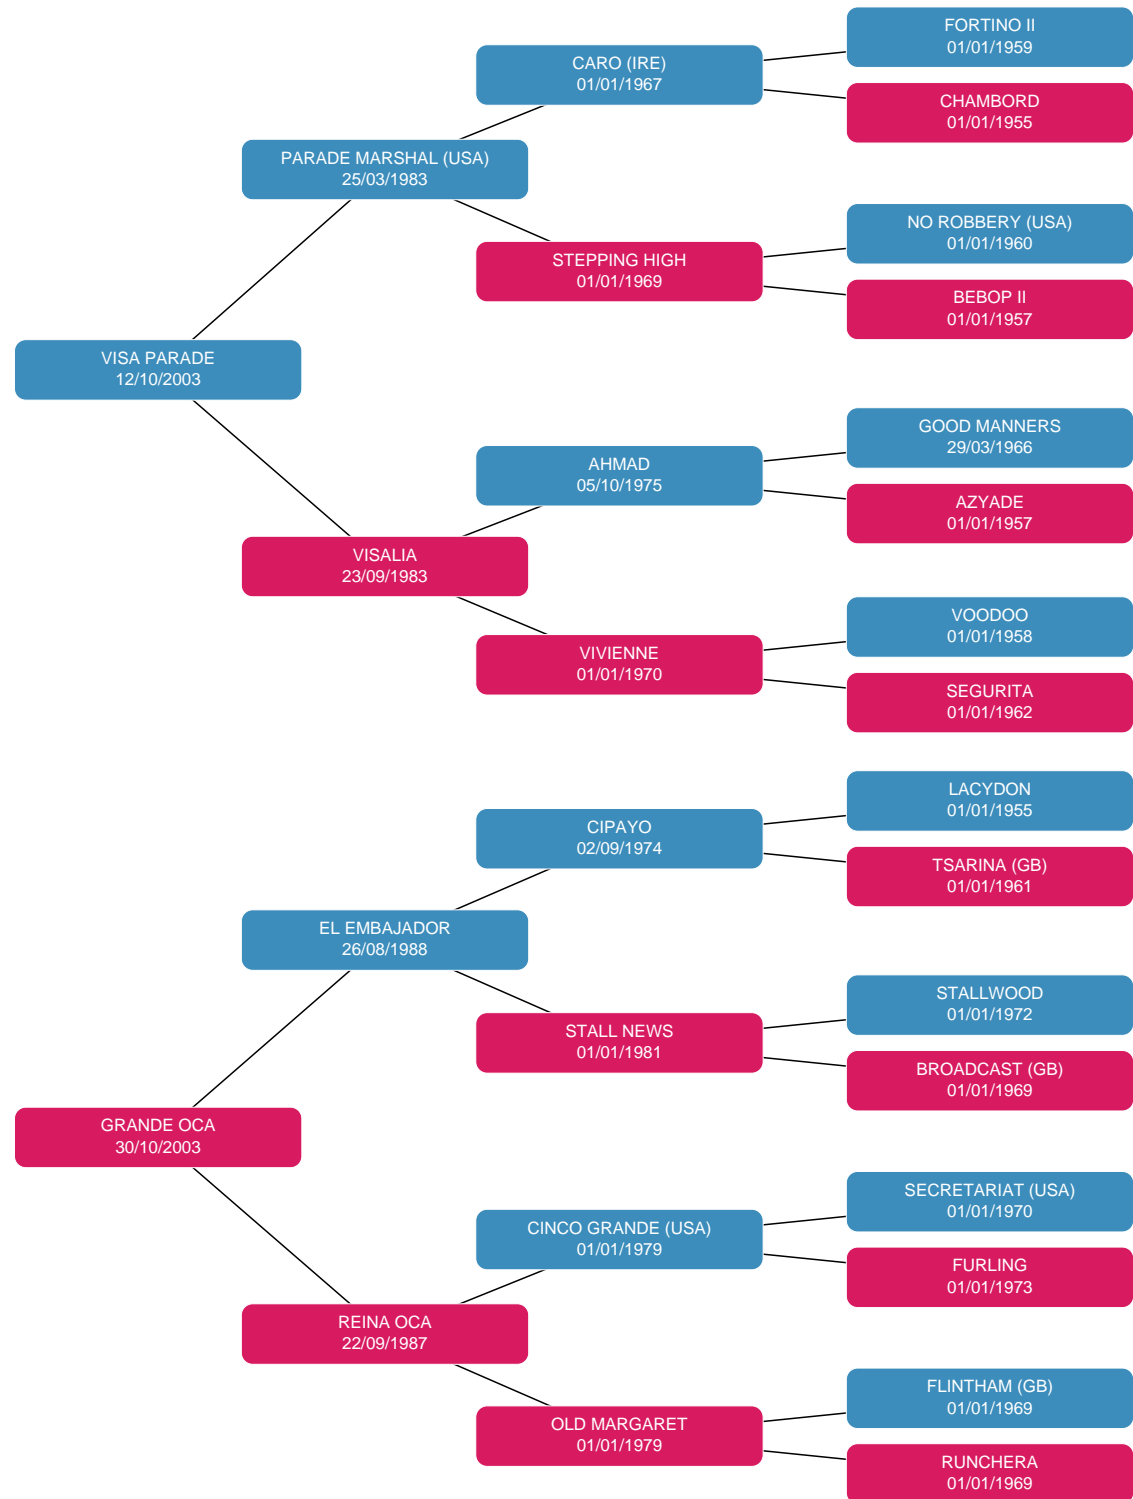 FORTINO II
01/01/1959
CARO (IRE)
01/01/1967
CHAMBORD
01/01/1955
PARADE MARSHAL (USA)
25/03/1983
NO ROBBERY (USA)
01/01/1960
STEPPING HIGH
01/01/1969
BEBOP II
01/01/1957
VISA PARADE
12/10/2003
GOOD MANNERS
29/03/1966
AHMAD
05/10/1975
AZYADE
01/01/1957
VISALIA
23/09/1983
VOODOO
01/01/1958
VIVIENNE
01/01/1970
SEGURITA
01/01/1962
LACYDON
01/01/1955
CIPAYO
02/09/1974
TSARINA (GB)
01/01/1961
EL EMBAJADOR
26/08/1988
STALLWOOD
01/01/1972
STALL NEWS
01/01/1981
BROADCAST (GB)
01/01/1969
GRANDE OCA
30/10/2003
SECRETARIAT (USA)
01/01/1970
CINCO GRANDE (USA)
01/01/1979
FURLING
01/01/1973
REINA OCA
22/09/1987
FLINTHAM (GB)
01/01/1969
OLD MARGARET
01/01/1979
RUNCHERA
01/01/1969